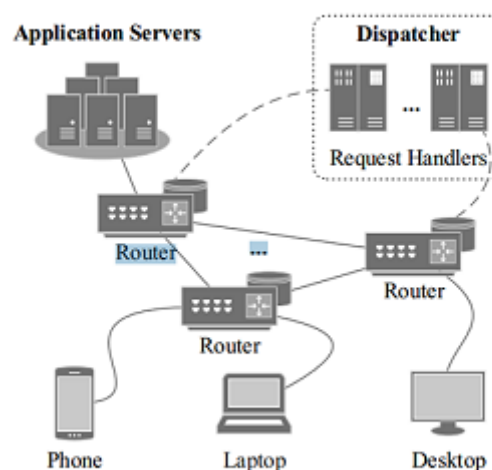 Application Servers
Dispatcher
...
Request Handlers
Router
...
Router
Router
Phone
Laptop
Desktop